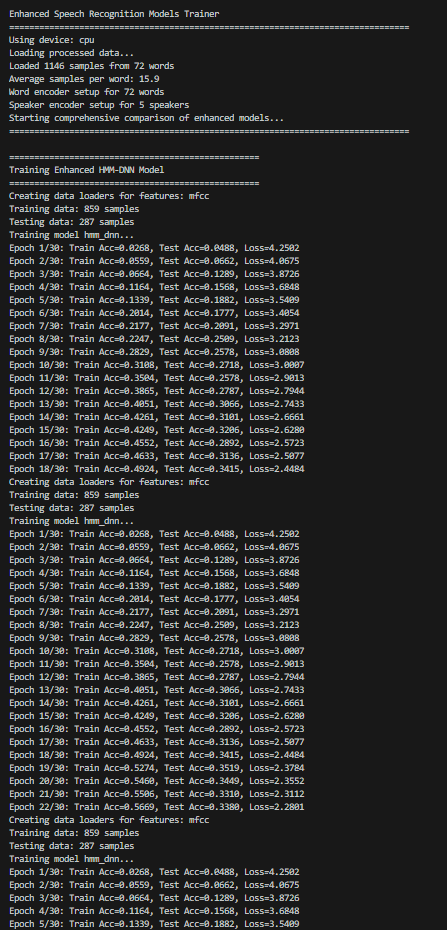 Enhanced Speech Recognition Models Trainer
================================================================================
Using device: cpu
Loading processed data...
Loaded 1146 samples from 72 words
Average samples per word: 15.9
Word encoder setup for 72 words
Speaker encoder setup for 5 speakers
Starting comprehensive comparison of enhanced models...
================================================================================

==================================================
Training Enhanced HMM-DNN Model
==================================================
Creating data loaders for features: mfcc
Training data: 859 samples
Testing data: 287 samples
Training model hmm_dnn...
Epoch 1/30: Train Acc=0.0268, Test Acc=0.0488, Loss=4.2502
Epoch 2/30: Train Acc=0.0559, Test Acc=0.0662, Loss=4.0675
Epoch 3/30: Train Acc=0.0664, Test Acc=0.1289, Loss=3.8726
Epoch 4/30: Train Acc=0.1164, Test Acc=0.1568, Loss=3.6848
Epoch 5/30: Train Acc=0.1339, Test Acc=0.1882, Loss=3.5409
Epoch 6/30: Train Acc=0.2014, Test Acc=0.1777, Loss=3.4054
Epoch 7/30: Train Acc=0.2177, Test Acc=0.2091, Loss=3.2971
Epoch 8/30: Train Acc=0.2247, Test Acc=0.2509, Loss=3.2123
Epoch 9/30: Train Acc=0.2829, Test Acc=0.2578, Loss=3.0808
Epoch 10/30: Train Acc=0.3108, Test Acc=0.2718, Loss=3.0007
Epoch 11/30: Train Acc=0.3504, Test Acc=0.2578, Loss=2.9013
Epoch 12/30: Train Acc=0.3865, Test Acc=0.2787, Loss=2.7944
Epoch 13/30: Train Acc=0.4051, Test Acc=0.3066, Loss=2.7433
Epoch 14/30: Train Acc=0.4261, Test Acc=0.3101, Loss=2.6661
Epoch 15/30: Train Acc=0.4249, Test Acc=0.3206, Loss=2.6280
Epoch 16/30: Train Acc=0.4552, Test Acc=0.2892, Loss=2.5723
Epoch 17/30: Train Acc=0.4633, Test Acc=0.3136, Loss=2.5077
Epoch 18/30: Train Acc=0.4924, Test Acc=0.3415, Loss=2.4484
Creating data loaders for features: mfcc
Training data: 859 samples
Testing data: 287 samples
Training model hmm_dnn...
Epoch 1/30: Train Acc=0.0268, Test Acc=0.0488, Loss=4.2502
Epoch 2/30: Train Acc=0.0559, Test Acc=0.0662, Loss=4.0675
Epoch 3/30: Train Acc=0.0664, Test Acc=0.1289, Loss=3.8726
Epoch 4/30: Train Acc=0.1164, Test Acc=0.1568, Loss=3.6848
Epoch 5/30: Train Acc=0.1339, Test Acc=0.1882, Loss=3.5409
Epoch 6/30: Train Acc=0.2014, Test Acc=0.1777, Loss=3.4054
Epoch 7/30: Train Acc=0.2177, Test Acc=0.2091, Loss=3.2971
Epoch 8/30: Train Acc=0.2247, Test Acc=0.2509, Loss=3.2123
Epoch 9/30: Train Acc=0.2829, Test Acc=0.2578, Loss=3.0808
Epoch 10/30: Train Acc=0.3108, Test Acc=0.2718, Loss=3.0007
Epoch 11/30: Train Acc=0.3504, Test Acc=0.2578, Loss=2.9013
Epoch 12/30: Train Acc=0.3865, Test Acc=0.2787, Loss=2.7944
Epoch 13/30: Train Acc=0.4051, Test Acc=0.3066, Loss=2.7433
Epoch 14/30: Train Acc=0.4261, Test Acc=0.3101, Loss=2.6661
Epoch 15/30: Train Acc=0.4249, Test Acc=0.3206, Loss=2.6280
Epoch 16/30: Train Acc=0.4552, Test Acc=0.2892, Loss=2.5723
Epoch 17/30: Train Acc=0.4633, Test Acc=0.3136, Loss=2.5077
Epoch 18/30: Train Acc=0.4924, Test Acc=0.3415, Loss=2.4484
Epoch 19/30: Train Acc=0.5274, Test Acc=0.3519, Loss=2.3784
Epoch 20/30: Train Acc=0.5460, Test Acc=0.3449, Loss=2.3552
Epoch 21/30: Train Acc=0.5506, Test Acc=0.3310, Loss=2.3112
Epoch 22/30: Train Acc=0.5669, Test Acc=0.3380, Loss=2.2801
Creating data loaders for features: mfcc
Training data: 859 samples
Testing data: 287 samples
Training model hmm_dnn...
Epoch 1/30: Train Acc=0.0268, Test Acc=0.0488, Loss=4.2502
Epoch 2/30: Train Acc=0.0559, Test Acc=0.0662, Loss=4.0675
Epoch 3/30: Train Acc=0.0664, Test Acc=0.1289, Loss=3.8726
Epoch 4/30: Train Acc=0.1164, Test Acc=0.1568, Loss=3.6848
Epoch 5/30: Train Acc=0.1339, Test Acc=0.1882, Loss=3.5409